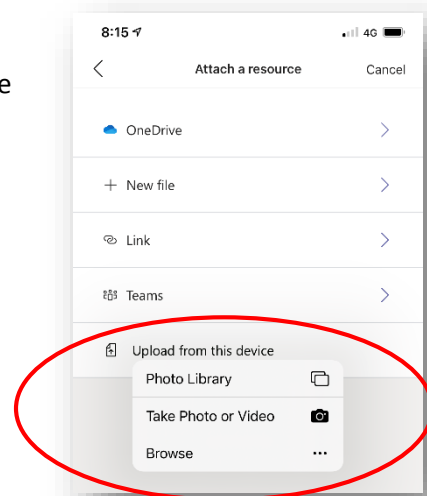 e
8:15 4G
Attach a resource Cancel
OneDrive
New file
Link
Teams
Upload from this device
Photo Library
Take Photo or Video
Browse